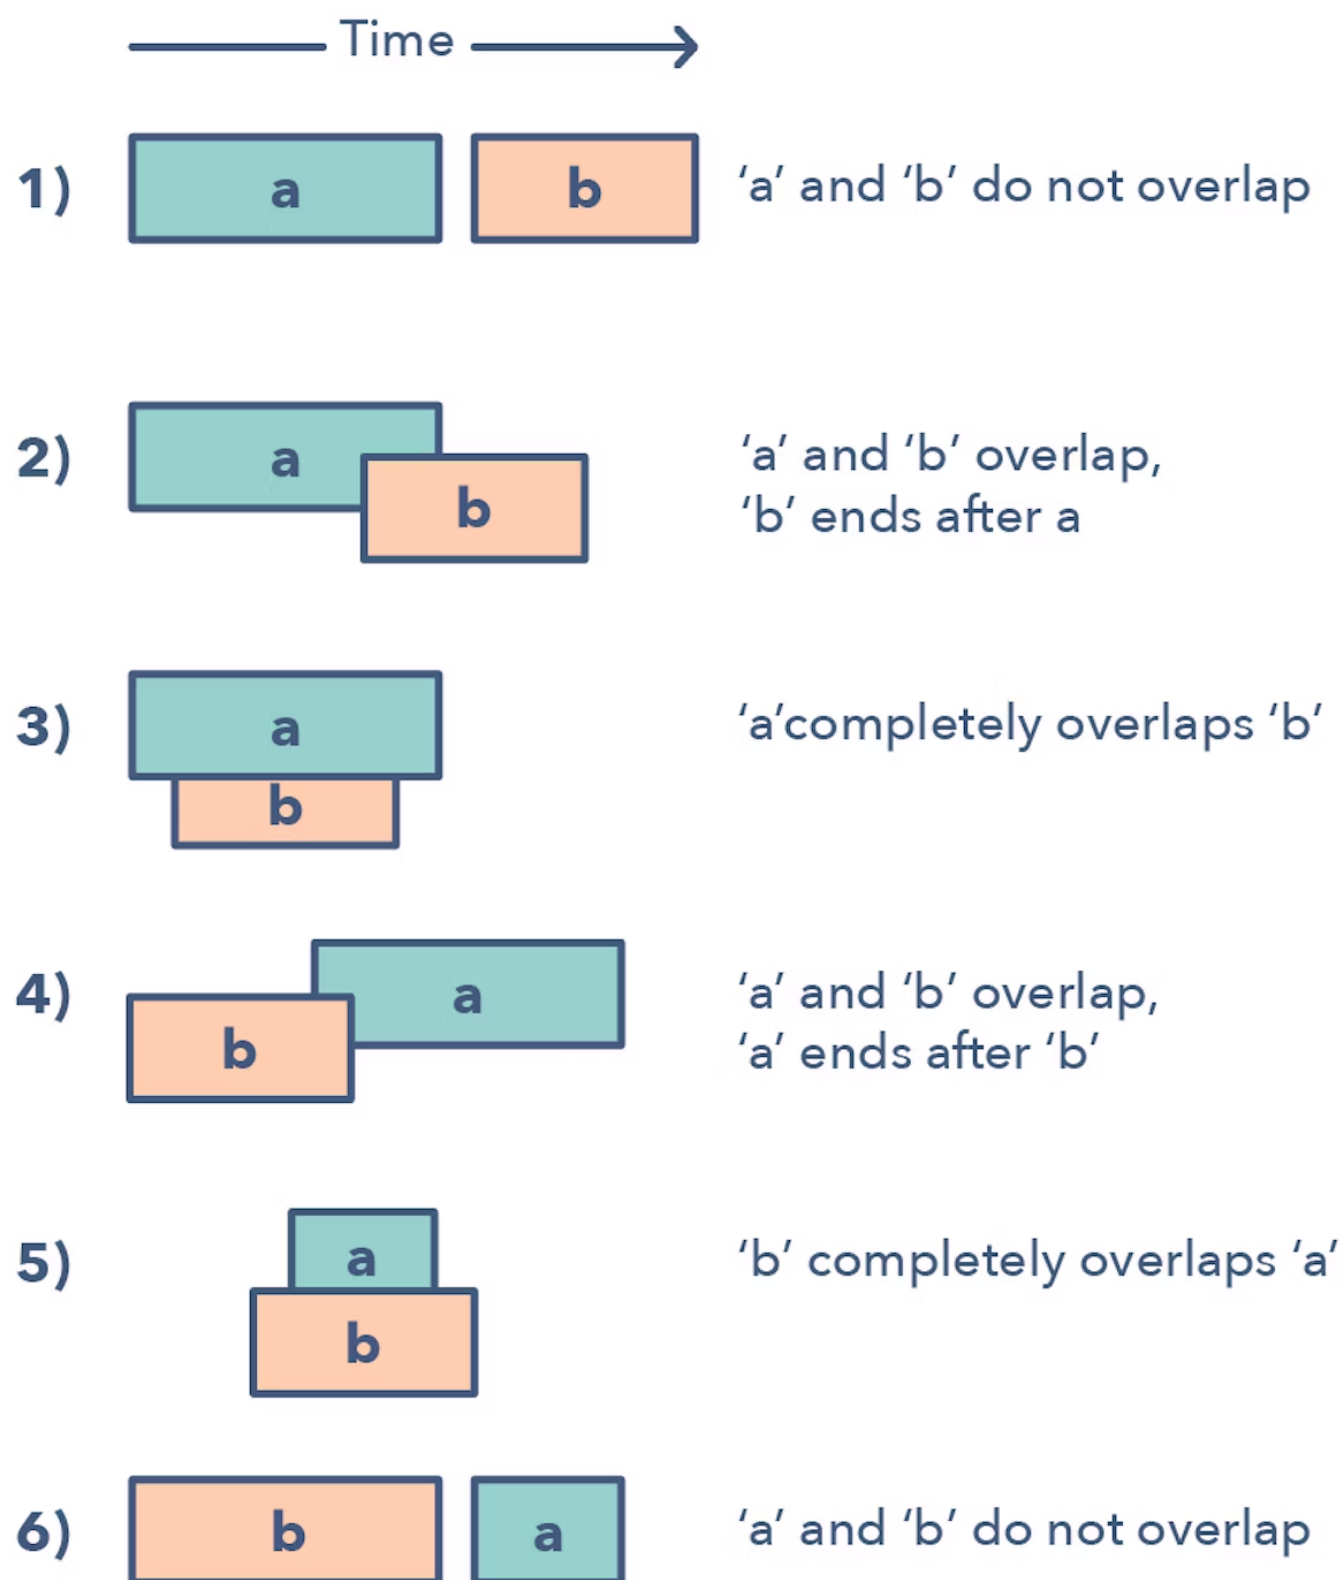 Time
1)
a
b
‘a’ and ‘b’ do not overlap
2)
a
b
‘a’ and ‘b’ overlap,
‘b’ ends after a
3)
a
b
‘a’completely overlaps ‘b’
4)
a
b
‘a’ and ‘b’ overlap,
‘a’ ends after ‘b’
5)
a
b
‘b’ completely overlaps ‘a’
6)
b
a
‘a’ and ‘b’ do not overlap